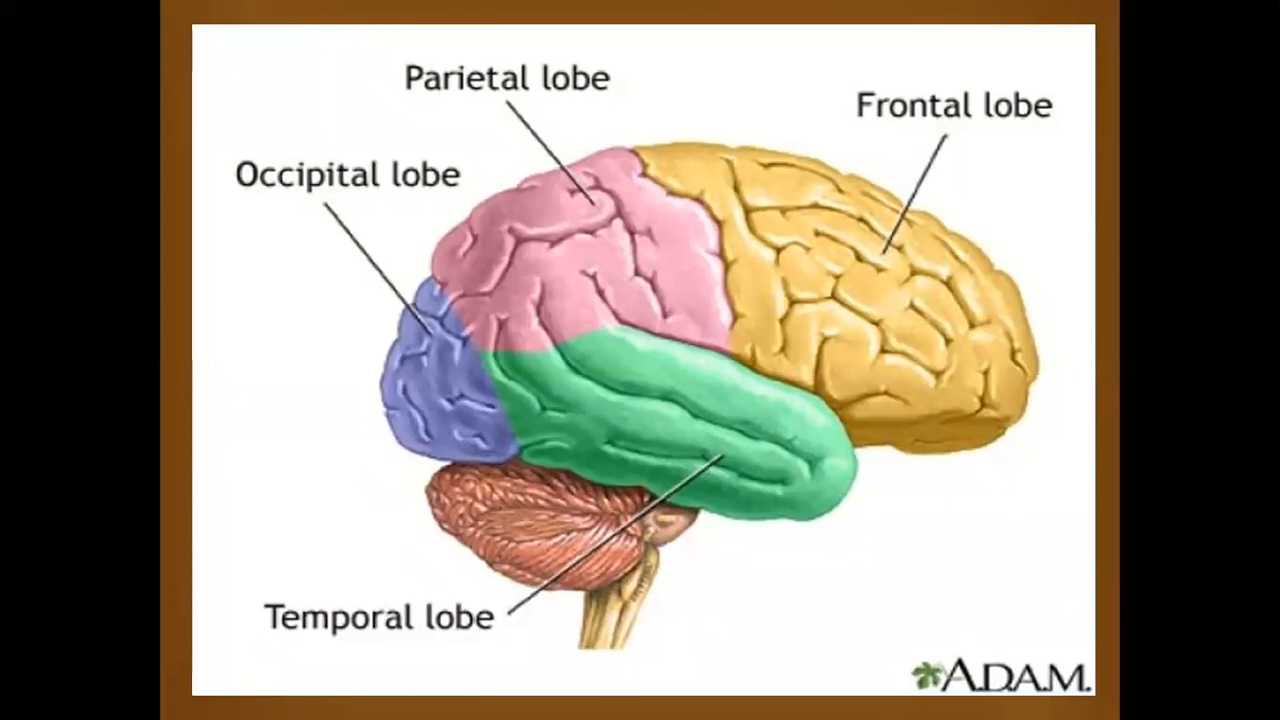 Parietal lobe
Frontal lobe
Occipital lobe
Temporal lobe
A.D.A.M.